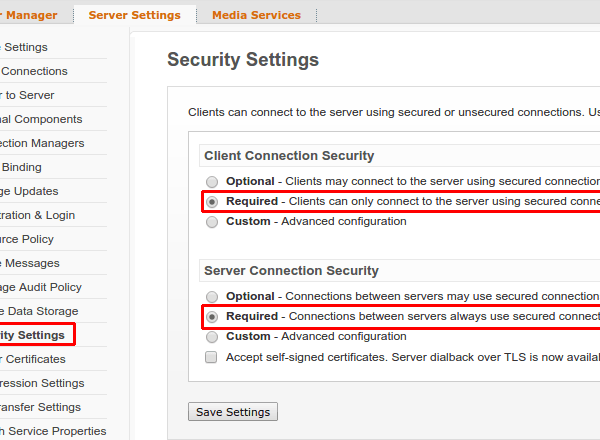 r Manager
Server Settings
Media Services
Settings
Connections
r to Server
nal Components
ection Managers
Binding
ge Updates
tration & Login
urce Policy
e Messages
age Audit Policy
e Data Storage
rity Settings
r Certificates
ression Settings
ransfer Settings
h Service Properties
Security Settings
Clients can connect to the server using secured or unsecured connections. Us
Client Connection Security
Optional - Clients may connect to the server using secured connection
Required - Clients can only connect to the server using secured conne
Custom - Advanced configuration
Server Connection Security
Optional - Connections between servers may use secured connections
Required - Connections between servers always use secured connect
Custom - Advanced configuration
Accept self-signed certificates. Server dialback over TLS is now availa
Save Settings